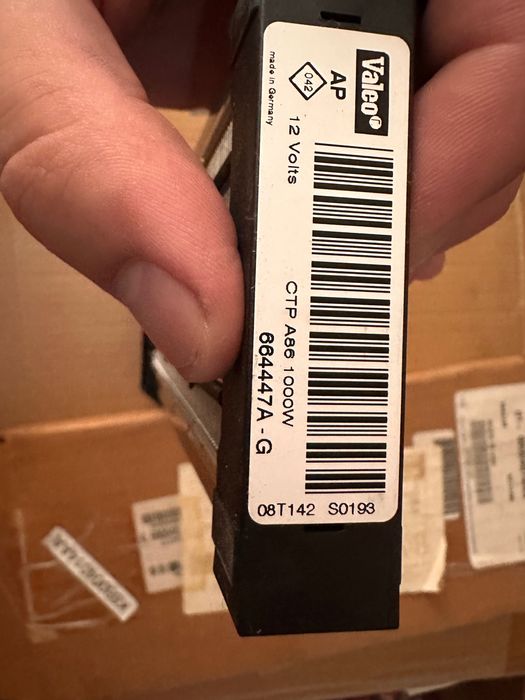 Valeo
AP
042
made in Germany
12 Volts
CTP A86 1000W
664447A - G
08T142 S0193